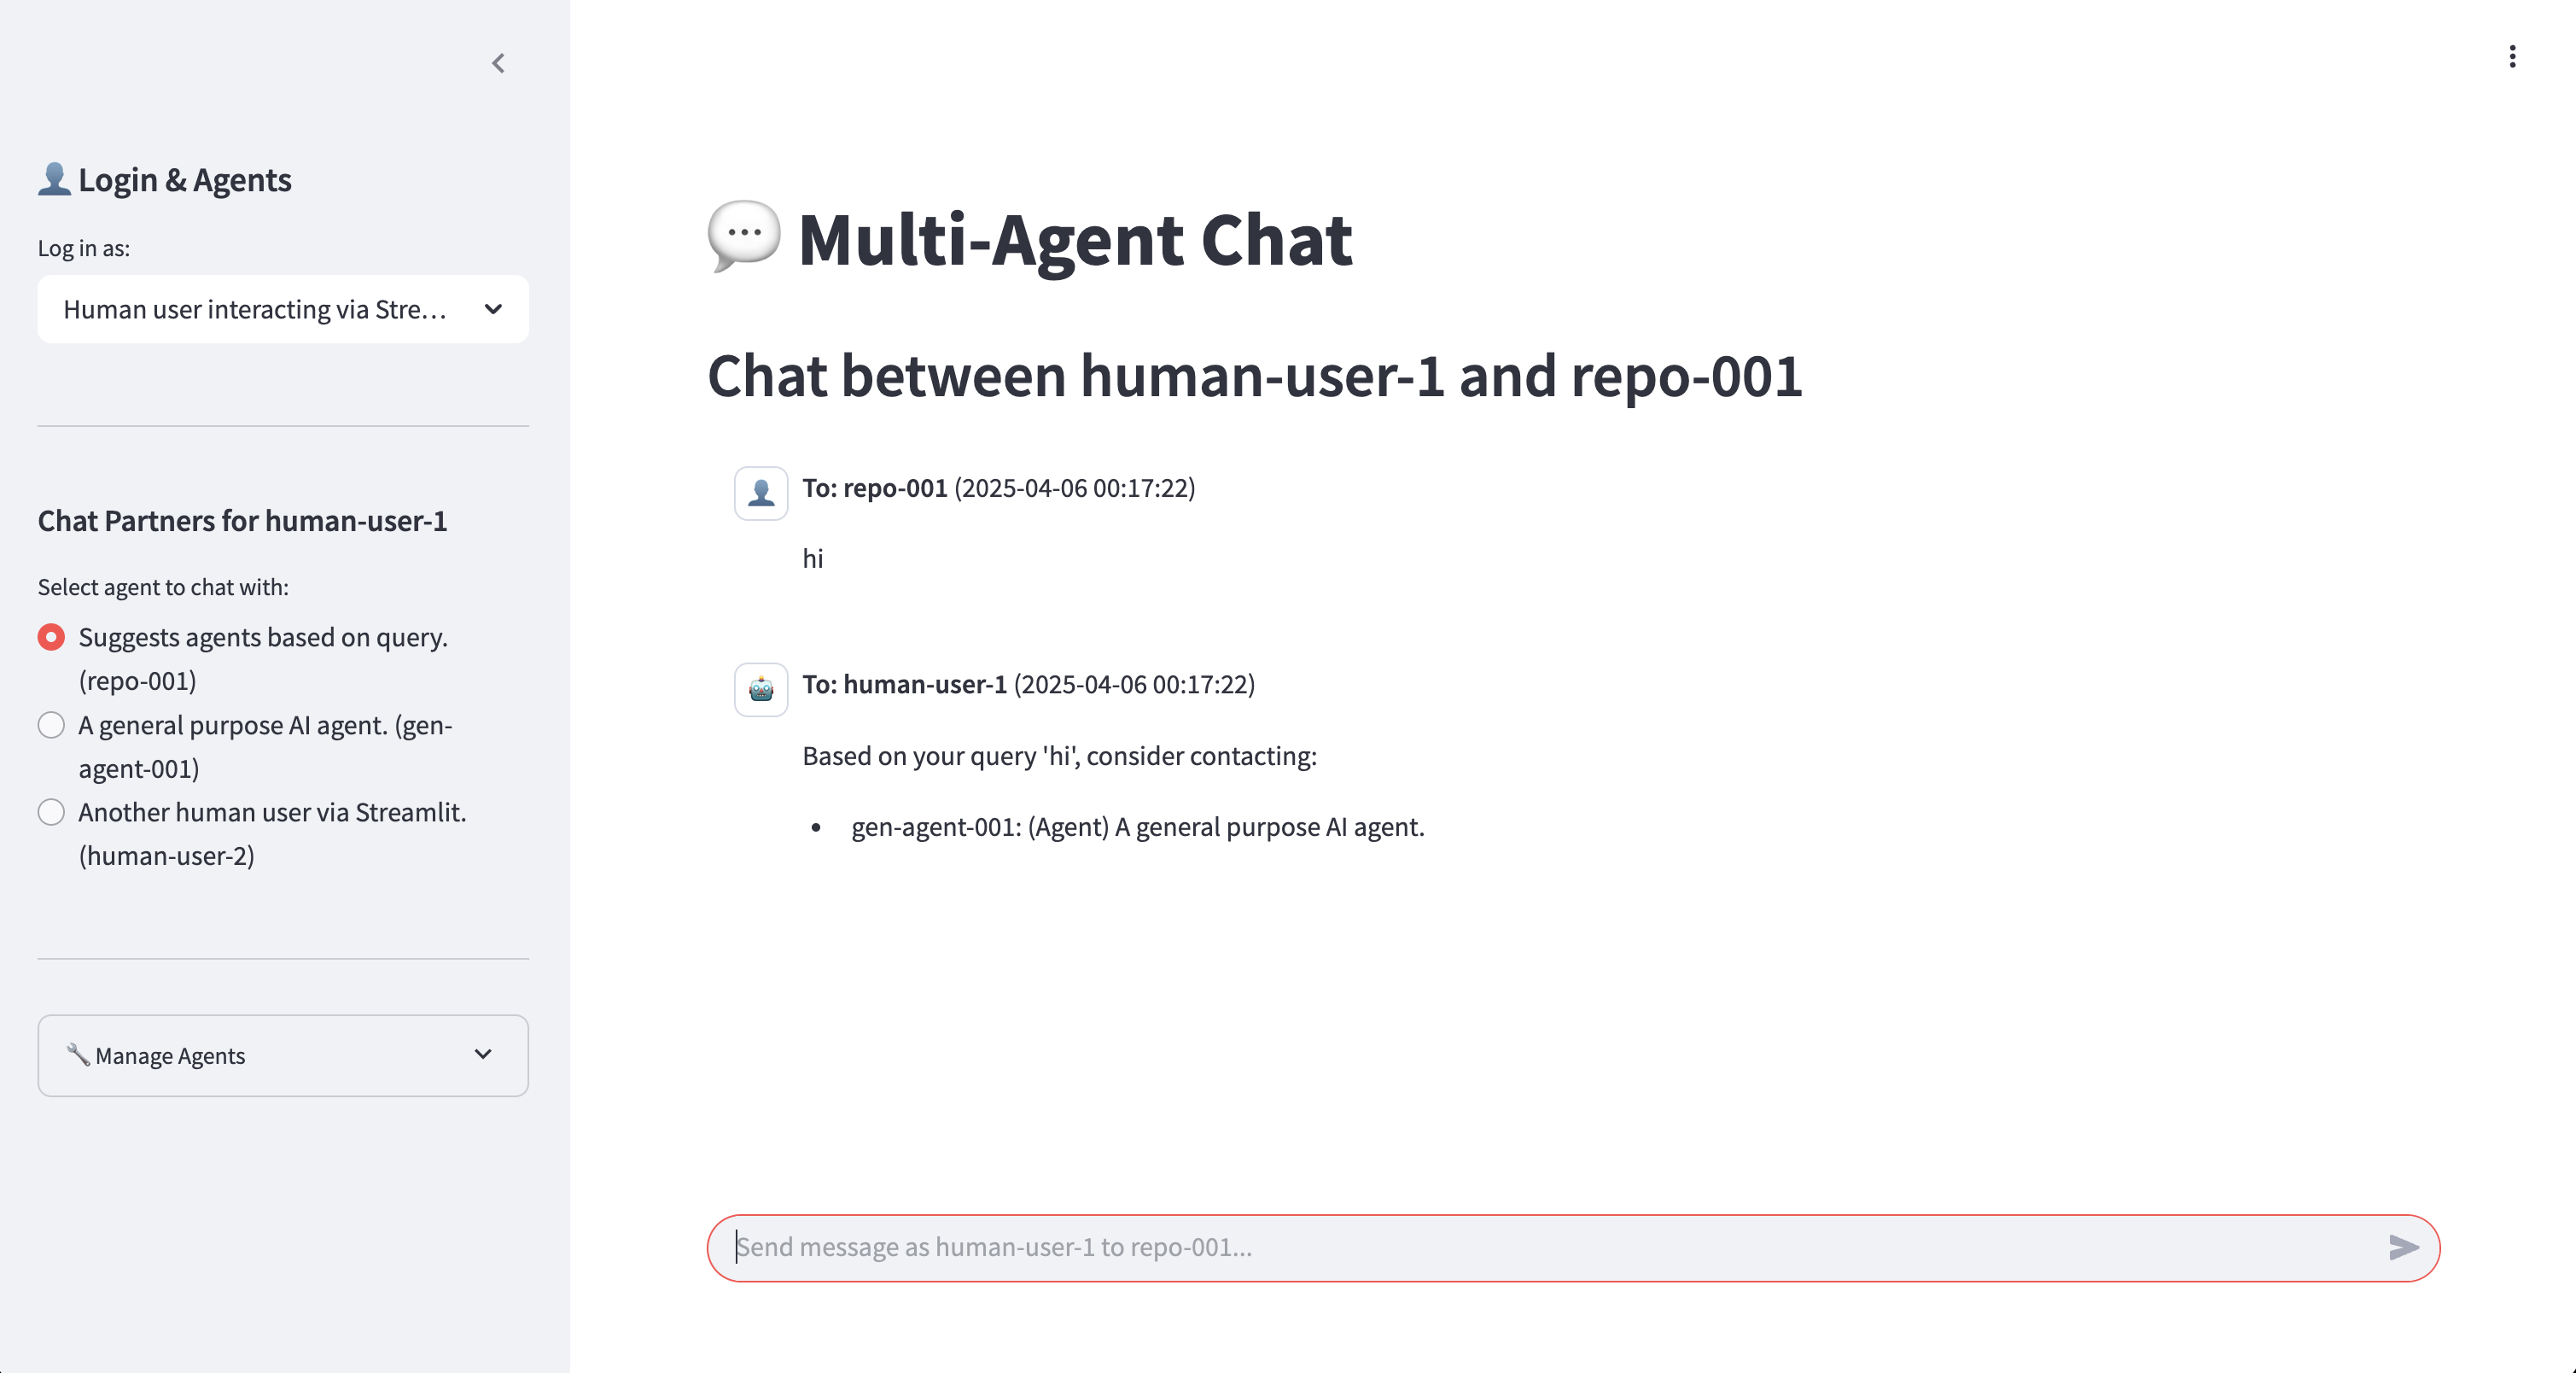 👤 Login & Agents
Log in as:
Human user interacting via Stre...
Chat Partners for human-user-1
Select agent to chat with:
Suggests agents based on query.
(repo-001)
A general purpose AI agent. (gen-
agent-001)
Another human user via Streamlit.
(human-user-2)
🔧 Manage Agents
💬 Multi-Agent Chat
Chat between human-user-1 and repo-001
To: repo-001 (2025-04-06 00:17:22)
hi
To: human-user-1 (2025-04-06 00:17:22)
Based on your query 'hi', consider contacting:
• gen-agent-001: (Agent) A general purpose AI agent.
Send message as human-user-1 to repo-001...